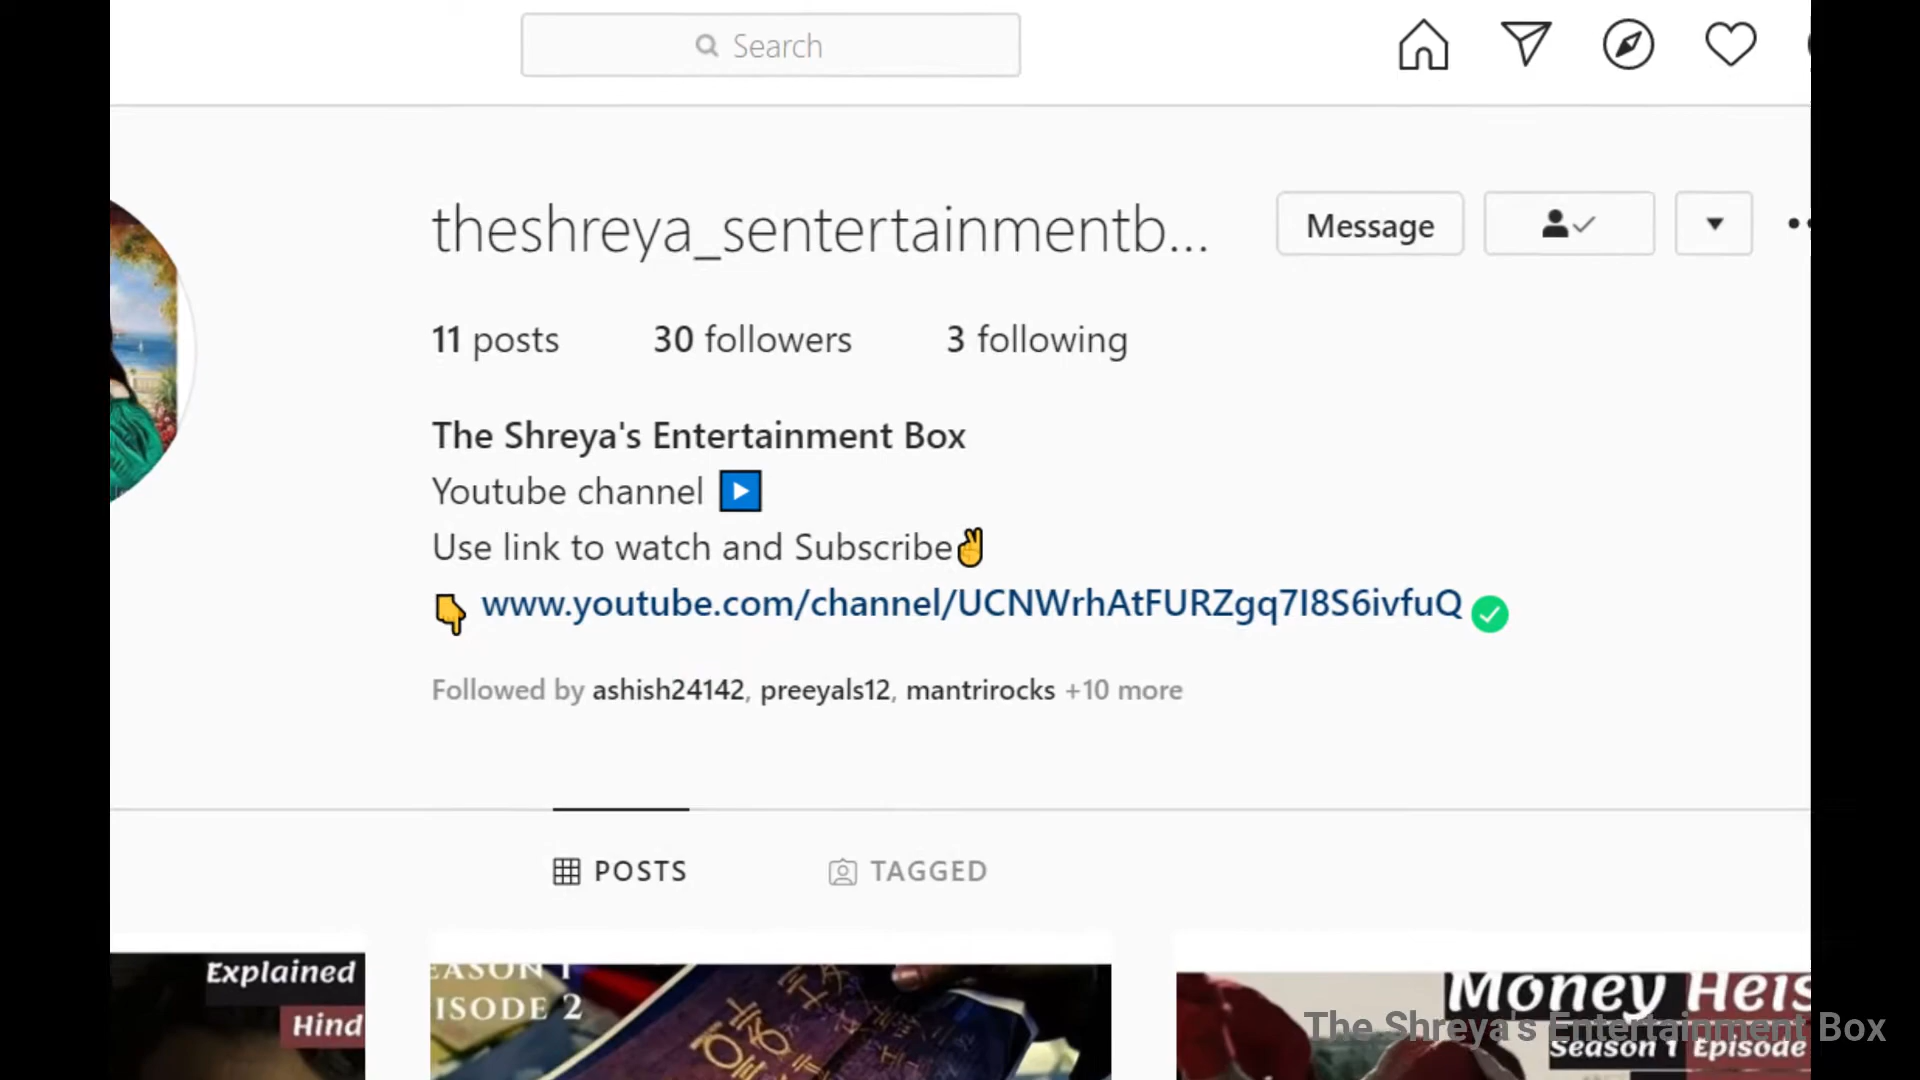 Search
theshreya_sentertainmentb...
Message
11 posts 30 followers 3 following
The Shreya's Entertainment Box
Youtube channel ▶️
Use link to watch and Subscribe✌
👇 www.youtube.com/channel/UCNWrhAtFURZgq7I8S6ivfuQ
Followed by ashish24142, preeyals12, mantrirocks +10 more
POSTS TAGGED
Explained
Hind
EASON 1
ISODE 2
Money Heis
Season 1 Episode
The Shreya's Entertainment Box